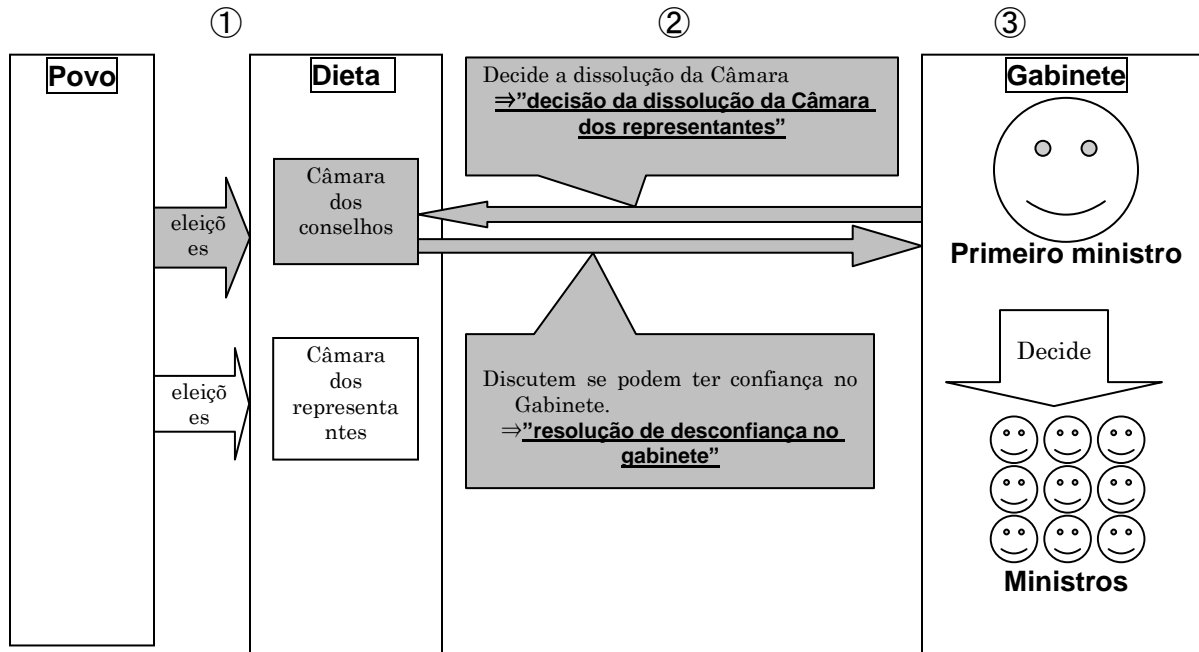 ① ② ③
Povo
Dieta
Decide a dissolução da Câmara
⇒”decisão da dissolução da Câmara
dos representantes”
Gabinete
Câmara
dos
conselhos
eleiçõ
es
Primeiro ministro
Câmara
dos
representa
ntes
eleiçõ
es
Discutem se podem ter confiança no
Gabinete.
⇒”resolução de desconfiança no
gabinete”
Decide
Ministros